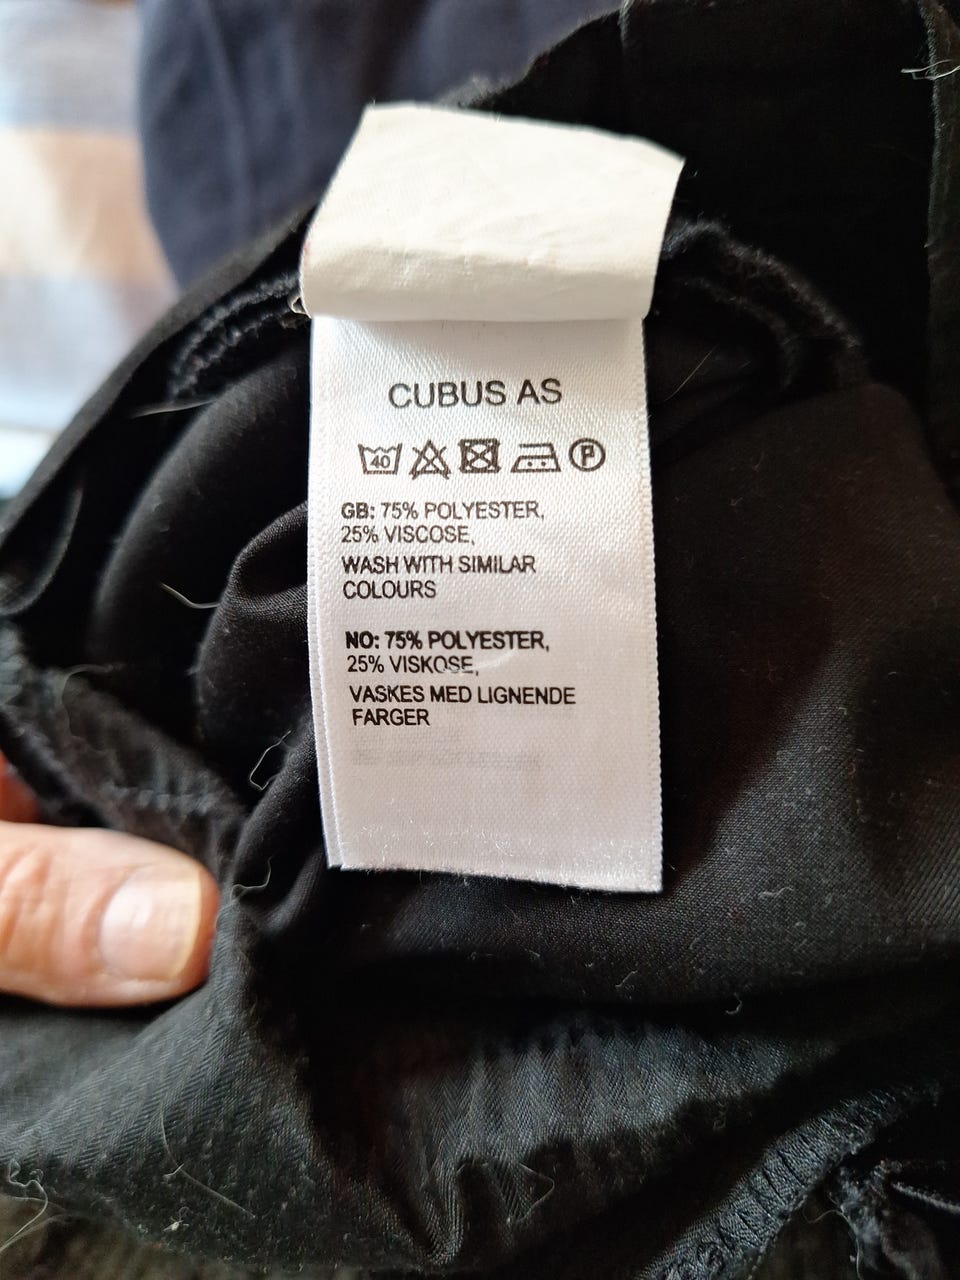 CUBUS AS
40 P
GB: 75% POLYESTER,
25% VISCOSE,
WASH WITH SIMILAR
COLOURS
NO: 75% POLYESTER,
25% VISKOSE,
VASKES MED LIGNENDE
FARGER